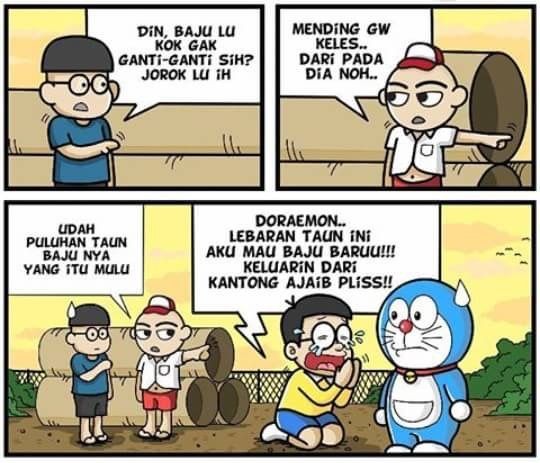 DIN, BAJU LU
KOK GAK
GANTI-GANTI SIH?
JOROK LU IH
MENDING GW
KELES..
DARI PADA
DIA NOH..
UDAH
PULUHAN TAUN
BAJU NYA
YANG ITU MULU
DORAEMON..
LEBARAN TAUN INI
AKU MAU BAJU BARUU!!!
KELUARIN DARI
KANTONG AJAIB PLISS!!